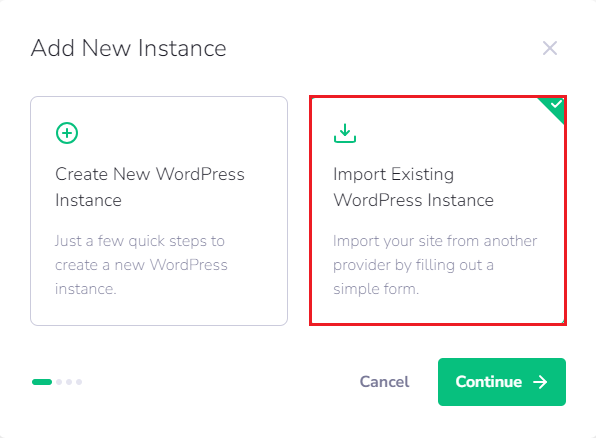 Add New Instance
Create New WordPress
Instance
Just a few quick steps to
create a new WordPress
instance.
Import Existing
WordPress Instance
Import your site from another
provider by filling out a
simple form.
Cancel
Continue